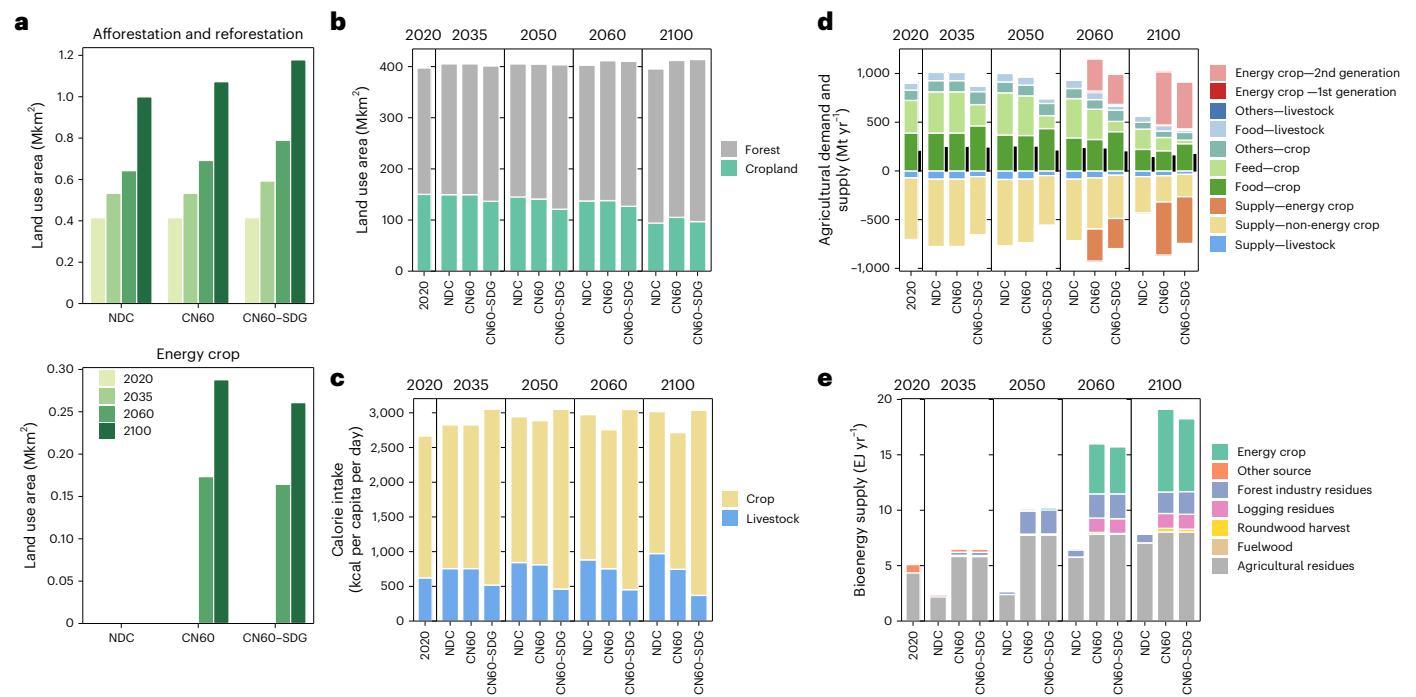 a
Afforestation and reforestation
Land use area (Mkm²)
1.2
1.0
0.8
0.6
0.4
0.2
0
NDC CN60 CN60–SDG
Energy crop
Land use area (Mkm²)
0.30
0.25
0.20
0.15
0.10
0.05
0
2020
2035
2060
2100
NDC CN60 CN60–SDG
b
2020 2035 2050 2060 2100
Land use area (Mkm²)
400
300
200
100
0
2020 NDC CN60 CN60–SDG NDC CN60 CN60–SDG NDC CN60 CN60–SDG NDC CN60 CN60–SDG
Forest
Cropland
c
2020 2035 2050 2060 2100
Calorie intake
(kcal per capita per day)
3,000
2,500
2,000
1,500
1,000
500
0
2020 NDC CN60 CN60–SDG NDC CN60 CN60–SDG NDC CN60 CN60–SDG NDC CN60 CN60–SDG
Crop
Livestock
d
2020 2035 2050 2060 2100
Agricultural demand and
supply (Mt yr⁻¹)
1,000
500
0
–500
–1,000
2020 NDC CN60 CN60–SDG NDC CN60 CN60–SDG NDC CN60 CN60–SDG NDC CN60 CN60–SDG
Energy crop—2nd generation
Energy crop —1st generation
Others—livestock
Food—livestock
Others—crop
Feed—crop
Food—crop
Supply—energy crop
Supply—non-energy crop
Supply—livestock
e
2020 2035 2050 2060 2100
Bioenergy supply (EJ yr⁻¹)
20
15
10
5
0
2020 NDC CN60 CN60–SDG NDC CN60 CN60–SDG NDC CN60 CN60–SDG NDC CN60 CN60–SDG
Energy crop
Other source
Forest industry residues
Logging residues
Roundwood harvest
Fuelwood
Agricultural residues